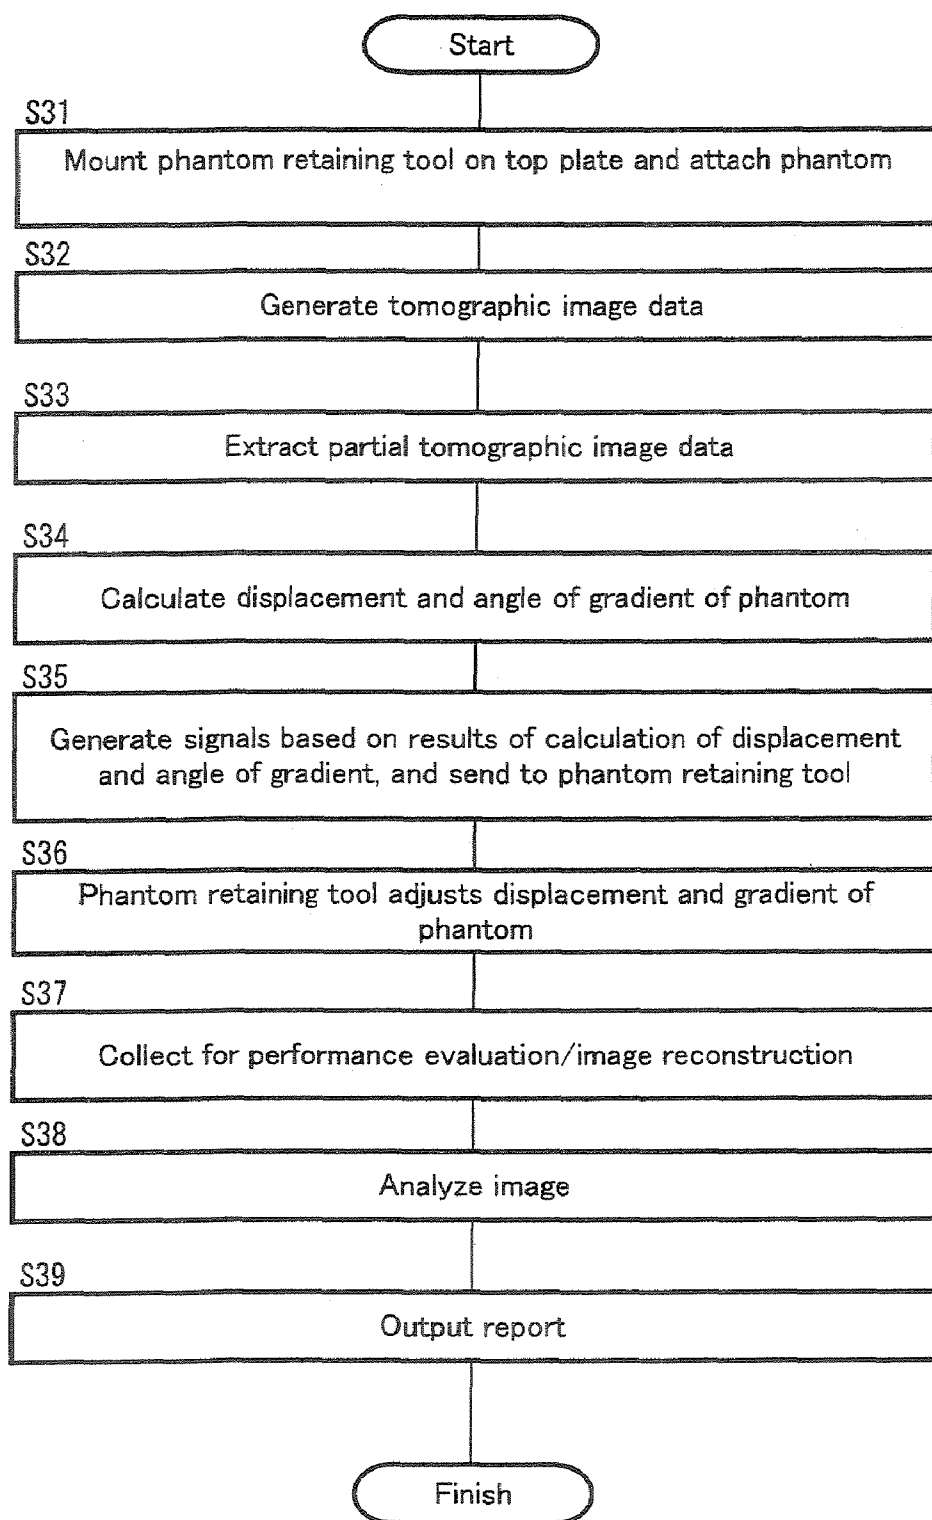 Start
S31
Mount phantom retaining tool on top plate and attach phantom
S32
Generate tomographic image data
S33
Extract partial tomographic image data
S34
Calculate displacement and angle of gradient of phantom
S35
Generate signals based on results of calculation of displacement
and angle of gradient, and send to phantom retaining tool
S36
Phantom retaining tool adjusts displacement and gradient of
phantom
S37
Collect for performance evaluation/image reconstruction
S38
Analyze image
S39
Output report
Finish